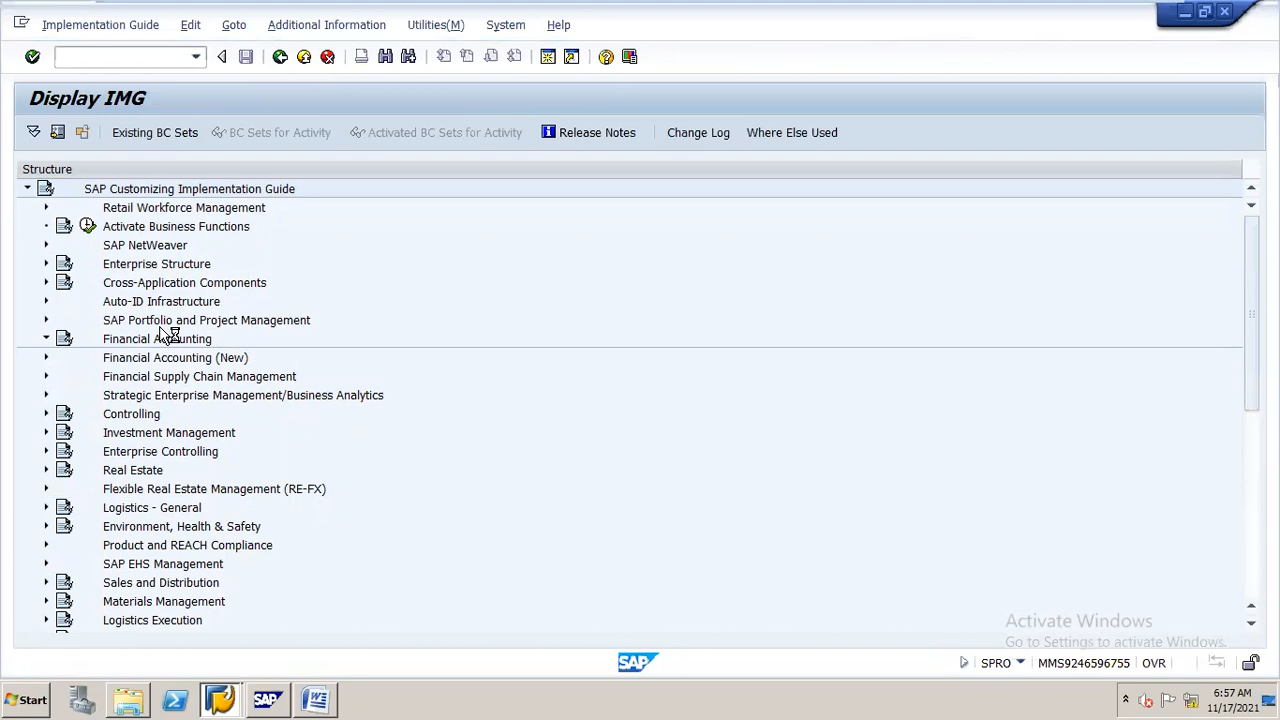 Implementation Guide Edit Goto Additional Information Utilities(M) System Help
Display IMG
Existing BC Sets BC Sets for Activity Activated BC Sets for Activity Release Notes Change Log Where Else Used
Structure
SAP Customizing Implementation Guide
Retail Workforce Management
Activate Business Functions
SAP NetWeaver
Enterprise Structure
Cross-Application Components
Auto-ID Infrastructure
SAP Portfolio and Project Management
Financial Accounting
Financial Accounting (New)
Financial Supply Chain Management
Strategic Enterprise Management/Business Analytics
Controlling
Investment Management
Enterprise Controlling
Real Estate
Flexible Real Estate Management (RE-FX)
Logistics - General
Environment, Health & Safety
Product and REACH Compliance
SAP EHS Management
Sales and Distribution
Materials Management
Logistics Execution
Activate Windows
Go to Settings to activate Windows.
SAP SPRO MMS9246596755 OVR
Start SAP 6:57 AM
11/17/2021